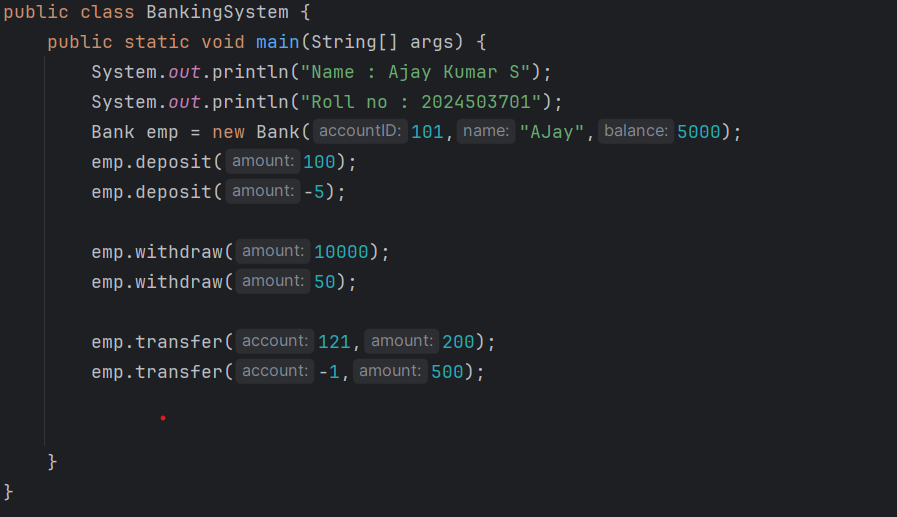 public class BankingSystem {
    public static void main(String[] args) {
        System.out.println("Name : Ajay Kumar S");
        System.out.println("Roll no : 2024503701");
        Bank emp = new Bank( accountID: 101, name: "AJay", balance: 5000);
        emp.deposit( amount: 100);
        emp.deposit( amount: -5);
        emp.withdraw( amount: 10000);
        emp.withdraw( amount: 50);
        emp.transfer( account: 121, amount: 200);
        emp.transfer( account: -1, amount: 500);
    }
}